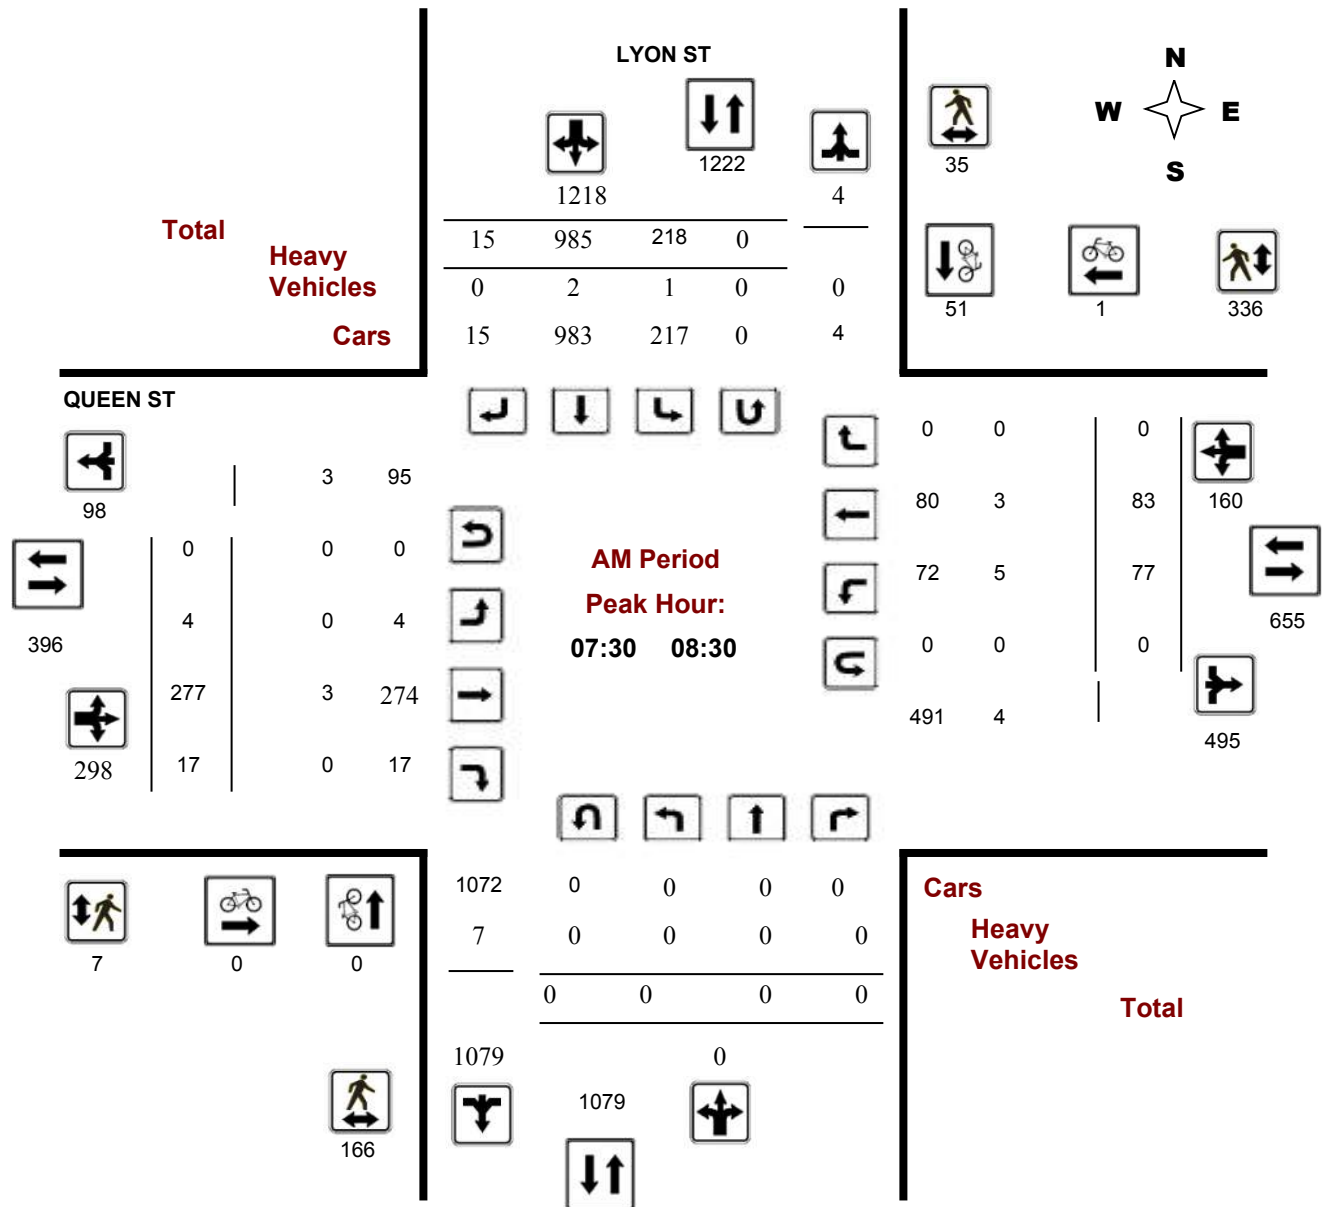 LYON ST
N
W E
S
1222
35
1218 4
Total 15 985 218 0
Heavy
Vehicles 0 2 1 0 0
51 1 336
Cars 15 983 217 0 4
QUEEN ST
0 0 0
3 95
98
80 3 83 160
0 0 0
AM Period
72 5 77
Peak Hour:
4 0 4
655
396
07:30 08:30
0 0 0
277 3 274
491 4
495
298 17 0 17
1072 0 0 0 0
Cars
7 0 0 0 0
Heavy
Vehicles
7 0 0
0 0 0 0
Total
1079 0
1079
166